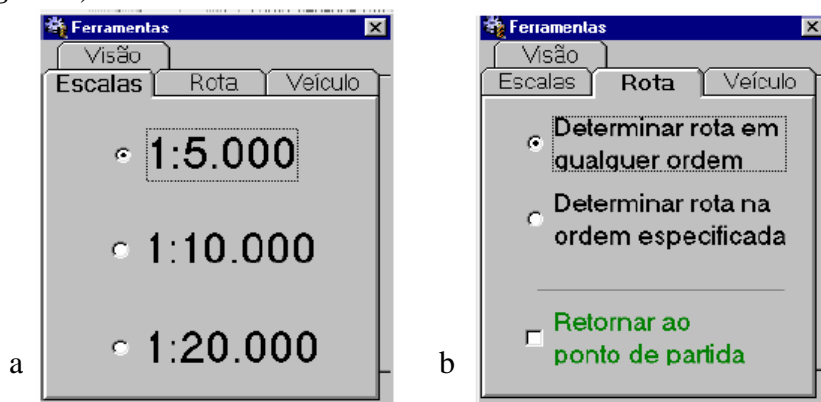 Ferramentas
Visão
Escalas Rota Veículo
1:5.000
1:10.000
1:20.000
a
Ferramentas
Visão
Escalas Rota Veículo
Determinar rota em
qualquer ordem
Determinar rota na
ordem especificada
Retornar ao
ponto de partida
b